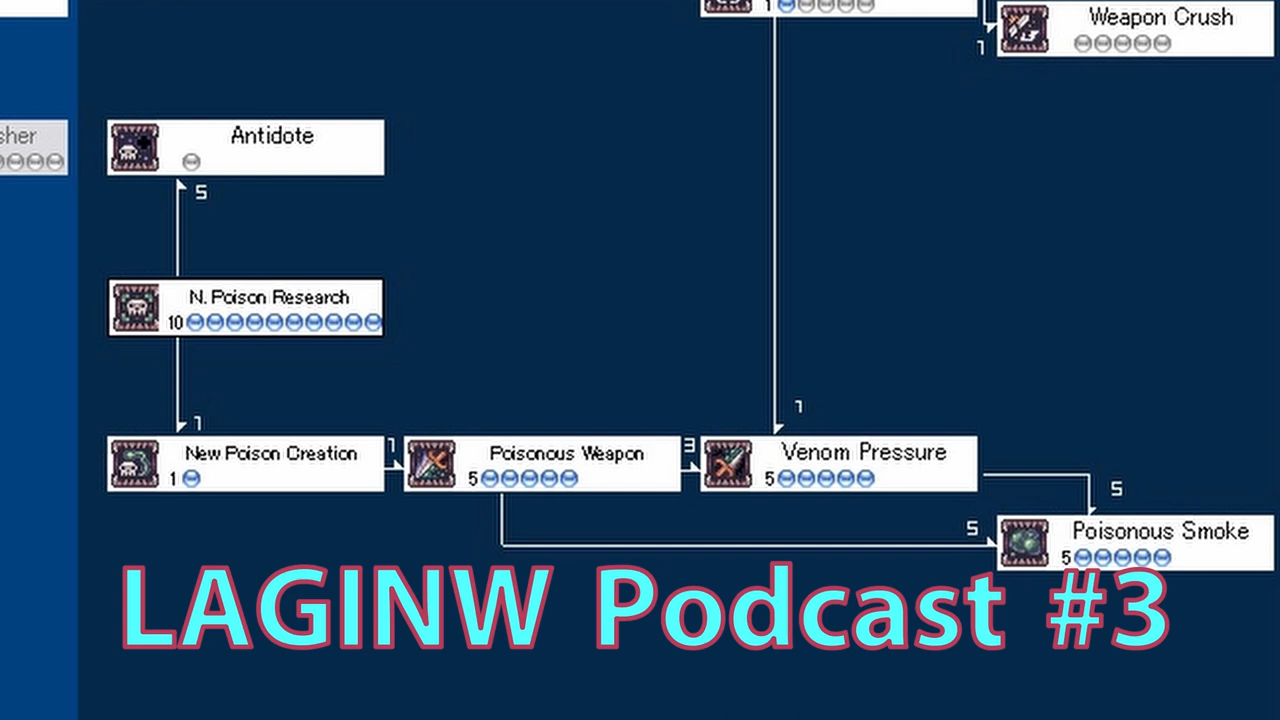 1
Weapon Crush
1
sher
Antidote
5
N. Poison Research
10
1
1
New Poison Creation
1
1
Poisonous Weapon
5
3
Venom Pressure
5
5
Poisonous Smoke
5
5
LAGINW Podcast #3